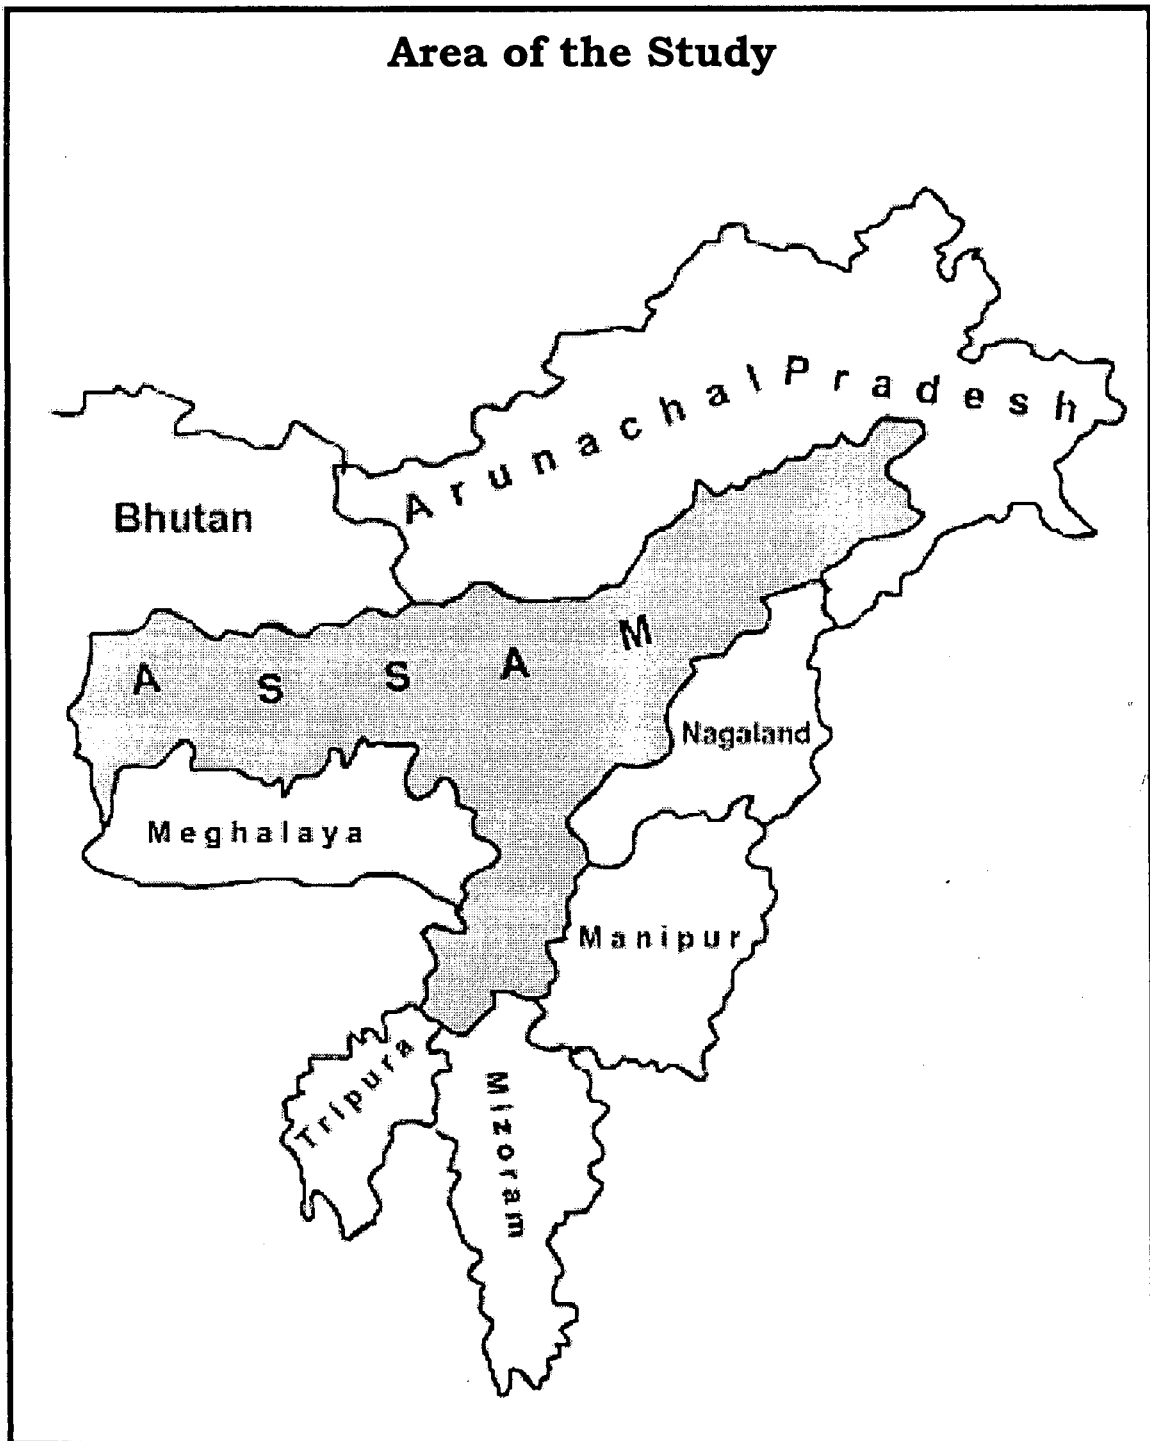 Area of the Study
Arunachal Pradesh
Bhutan
ASSAM
Nagaland
Meghalaya
Manipur
Tripura
Mizoram